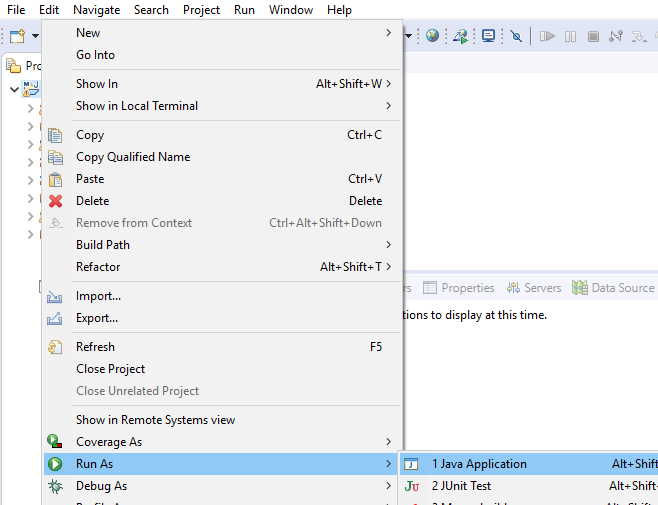 File Edit Navigate Search Project Run Window Help
New
Go Into
Show In Alt+Shift+W
Show in Local Terminal
Copy Ctrl+C
Copy Qualified Name
Paste Ctrl+V
Delete Delete
Remove from Context Ctrl+Alt+Shift+Down
Build Path
Refactor Alt+Shift+T
Import...
Export...
Refresh F5
Close Project
Close Unrelated Project
Show in Remote Systems view
Coverage As
Run As
Debug As
Pro
rs Properties Servers Data Source
tions to display at this time.
1 Java Application Alt+Shif
2 JUnit Test Alt+Shif